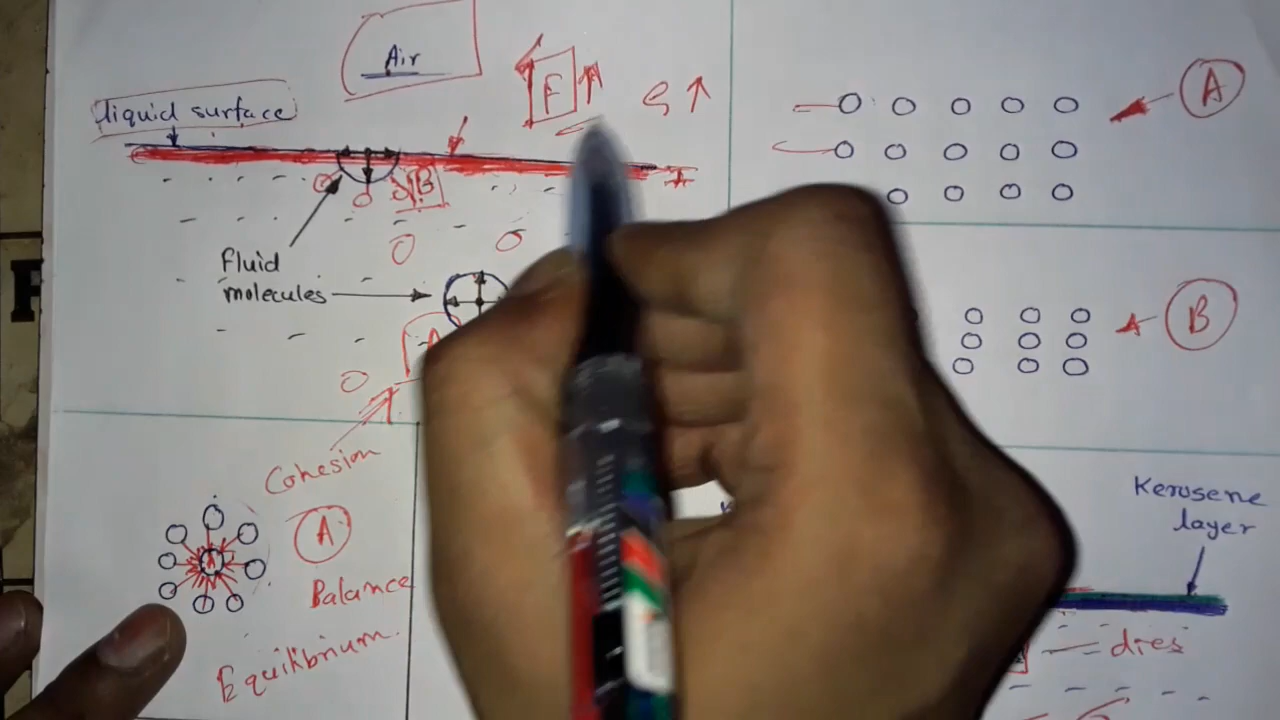 Air
liquid surface
F
A
B
Fluid
molecules
B
Cohesion
A
Balance
Equilibrium.
Kerosene
layer
dies